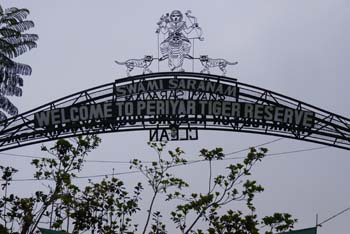 SWAMI SARANAM
WELCOME TO PERIYAR TIGER RESERVE